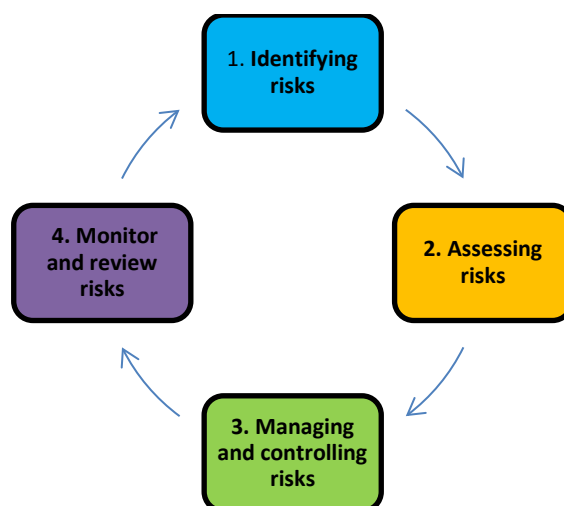 1. Identifying
risks
2. Assessing
risks
3. Managing
and controlling
risks
4. Monitor
and review
risks